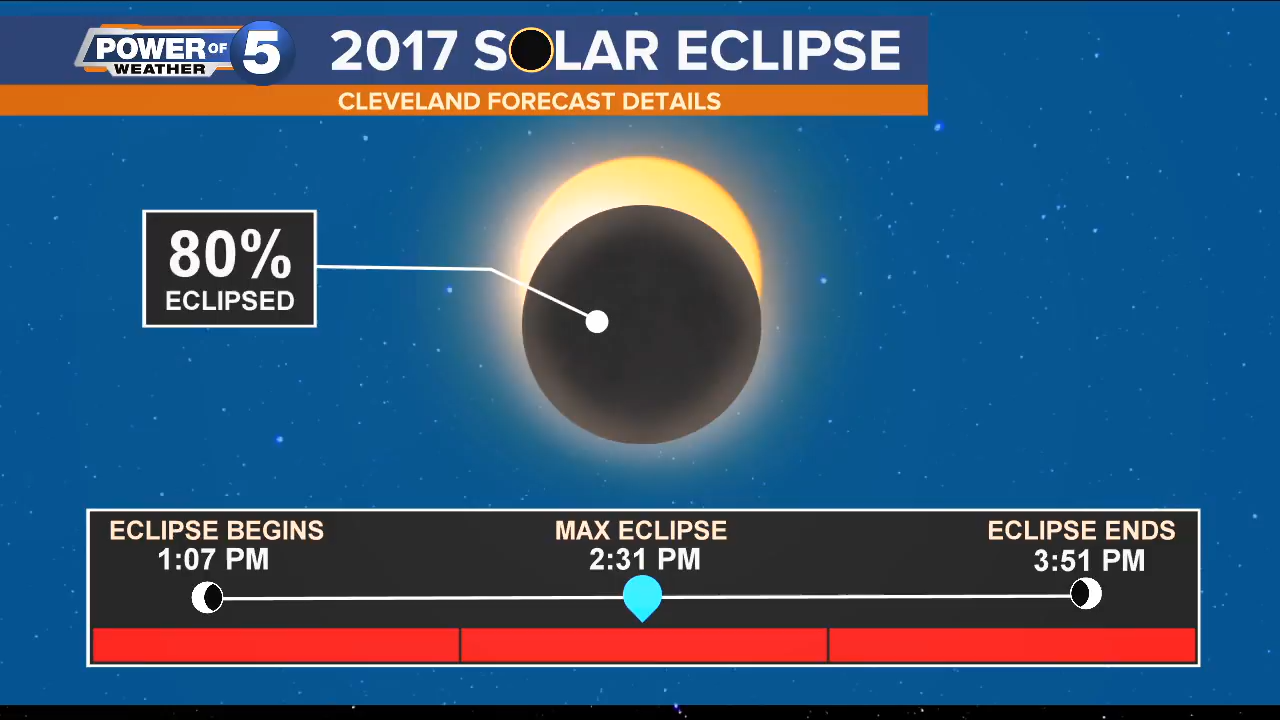 POWER OF 5
WEATHER
2017 SOLAR ECLIPSE
CLEVELAND FORECAST DETAILS
80%
ECLIPSED
ECLIPSE BEGINS
1:07 PM
MAX ECLIPSE
2:31 PM
ECLIPSE ENDS
3:51 PM